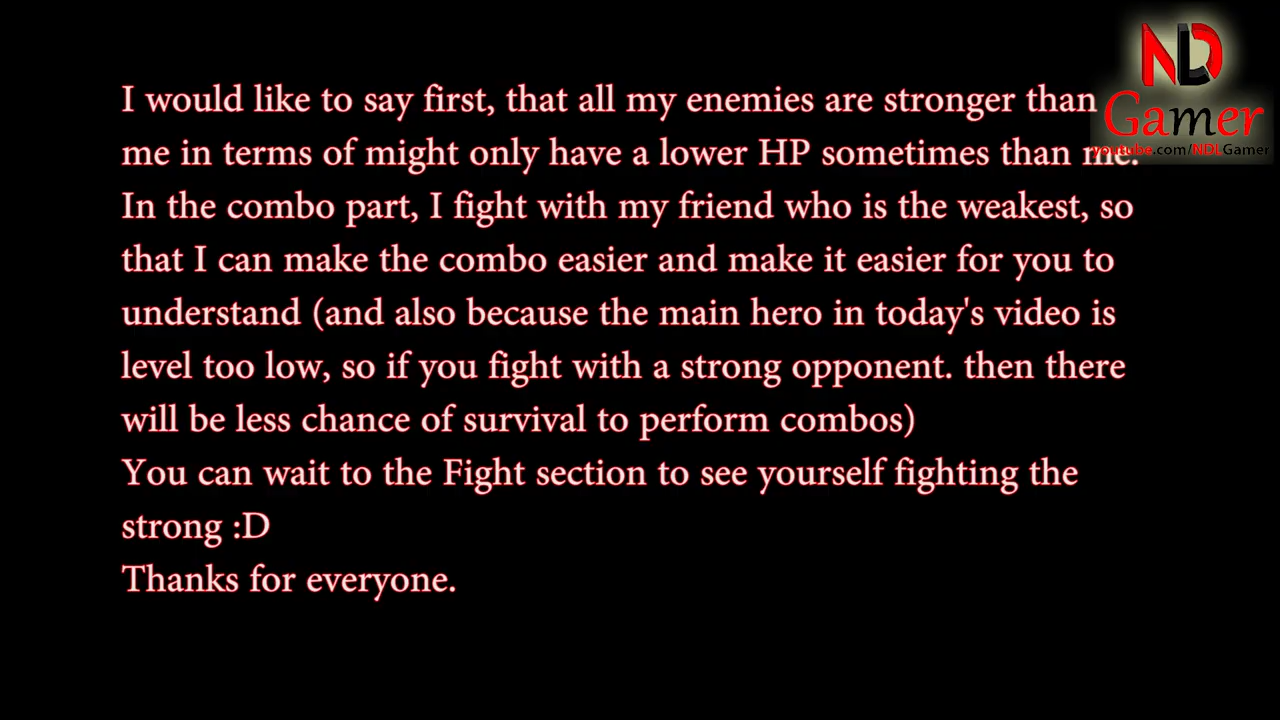 I would like to say first, that all my enemies are stronger than
me in terms of might only have a lower HP sometimes than me.
In the combo part, I fight with my friend who is the weakest, so
that I can make the combo easier and make it easier for you to
understand (and also because the main hero in today's video is
level too low, so if you fight with a strong opponent. then there
will be less chance of survival to perform combos)
You can wait to the Fight section to see yourself fighting the
strong :D
Thanks for everyone.
NDL
Gamer
youtube.com/NDLGamer